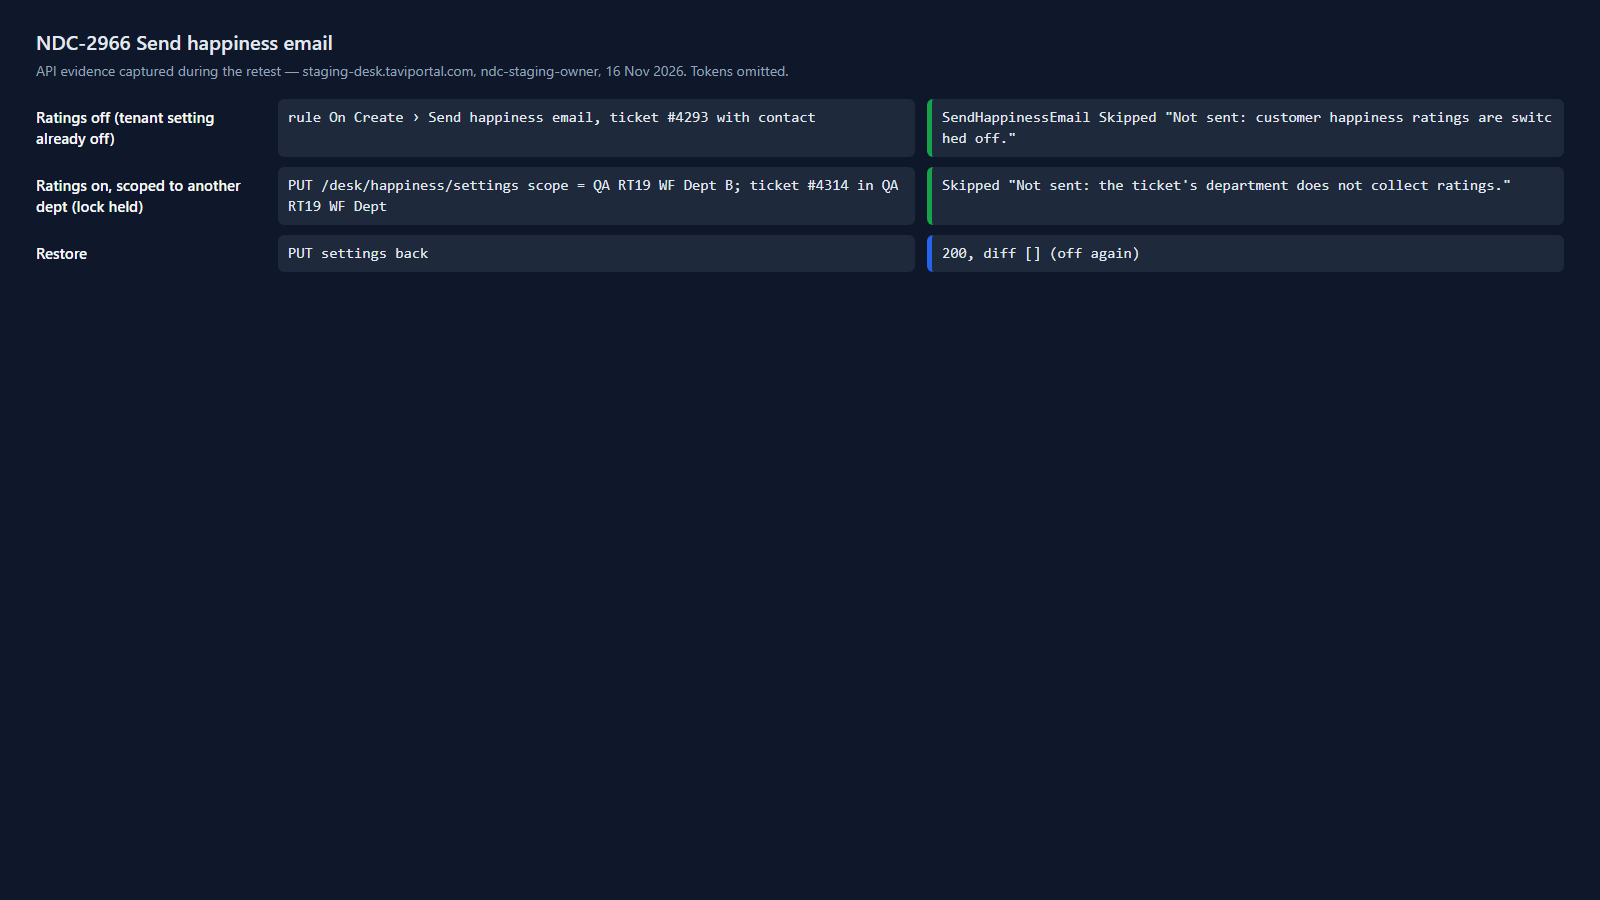 NDC-2966 Send happiness email
API evidence captured during the retest — staging-desk.taviportal.com, ndc-staging-owner, 16 Nov 2026. Tokens omitted.
Ratings off (tenant setting
already off)
rule On Create › Send happiness email, ticket #4293 with contact
SendHappinessEmail Skipped "Not sent: customer happiness ratings are switc
hed off."
Ratings on, scoped to another
dept (lock held)
PUT /desk/happiness/settings scope = QA RT19 WF Dept B; ticket #4314 in QA
RT19 WF Dept
Skipped "Not sent: the ticket's department does not collect ratings."
Restore
PUT settings back
200, diff [] (off again)